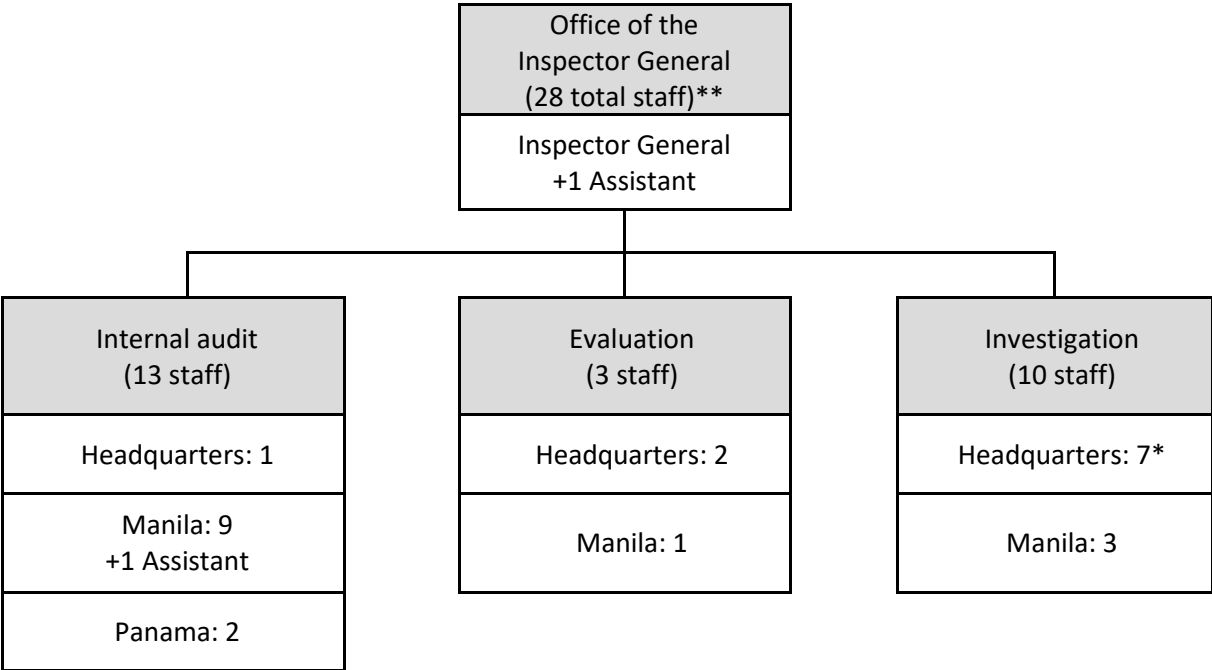 Office of the
Inspector General
(28 total staff)**
Inspector General
+1 Assistant
Internal audit
(13 staff)
Headquarters: 1
Manila: 9
+1 Assistant
Panama: 2
Evaluation
(3 staff)
Headquarters: 2
Manila: 1
Investigation
(10 staff)
Headquarters: 7*
Manila: 3